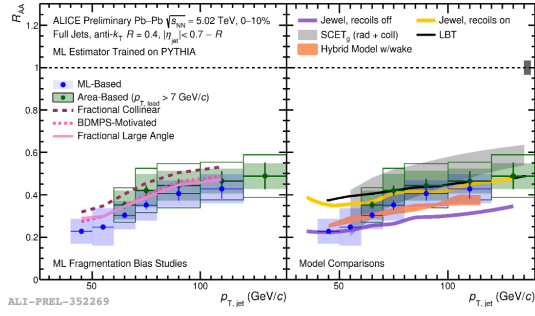 R_AA
ALICE Preliminary Pb–Pb √s_NN = 5.02 TeV, 0–10%
Full Jets, anti-k_T R = 0.4, |η_jet|< 0.7 - R
ML Estimator Trained on PYTHIA
ML-Based
Area-Based (p_T, lead > 7 GeV/c)
Fractional Collinear
BDMPS-Motivated
Fractional Large Angle
ML Fragmentation Bias Studies
Jewel, recoils off
Jewel, recoils on
SCET_g (rad + coll)
LBT
Hybrid Model w/wake
Model Comparisons
1
0.8
0.6
0.4
0.2
0
50
100
50
100
p_T, jet (GeV/c)
p_T, jet (GeV/c)
ALI-PREL-352269